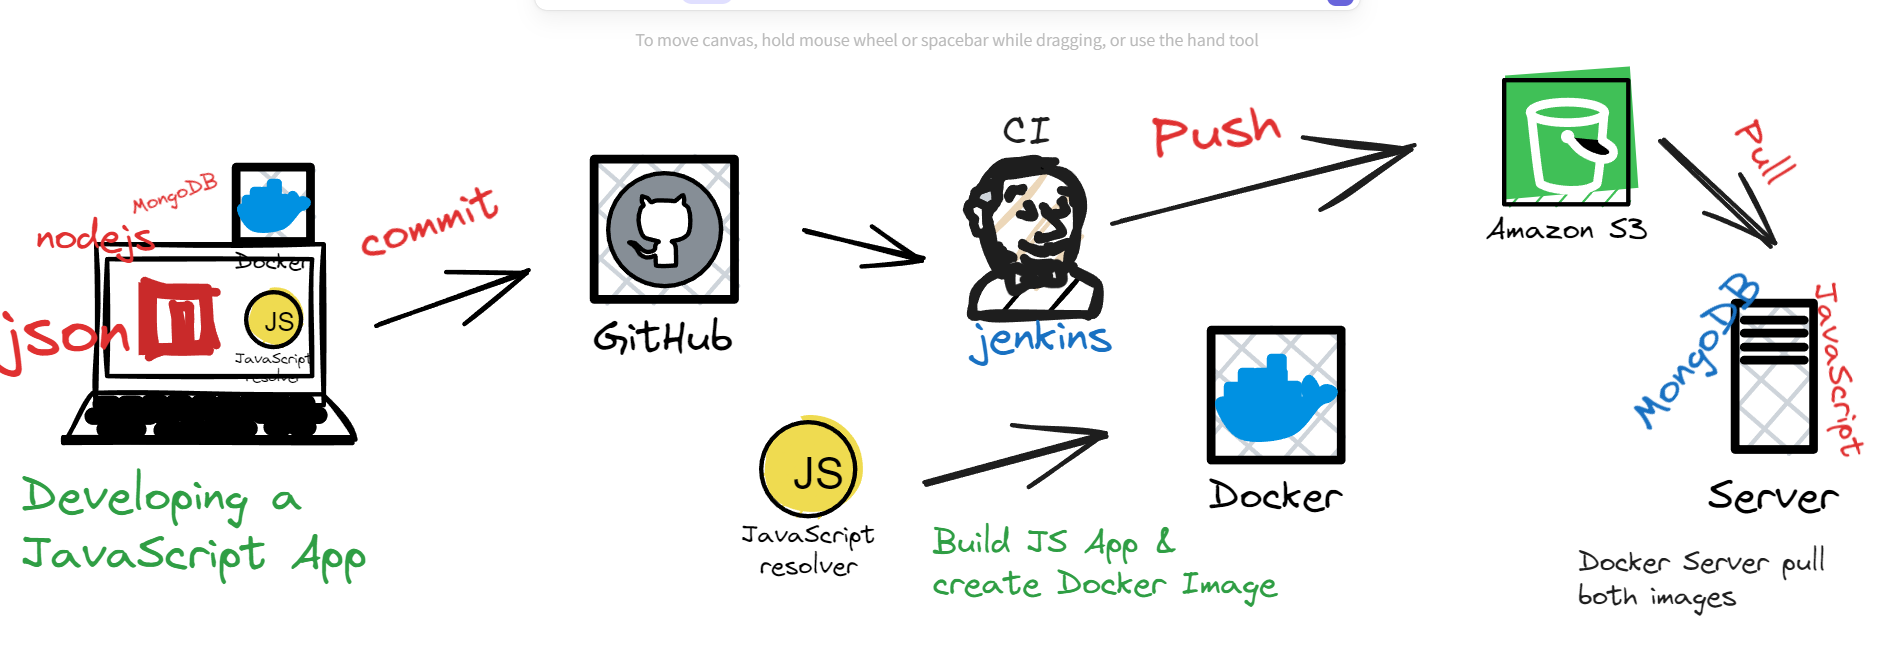 To move canvas, hold mouse wheel or spacebar while dragging, or use the hand tool
MongoDB
nodejs
Docker
json
JS
JavaScript
resolver
Developing a
JavaScript App
commit
GitHub
CI
jenkins
Push
JS
JavaScript
resolver
Build JS App &
create Docker Image
Docker
Amazon S3
Pull
MongoDB
JavaScript
Server
Docker Server pull
both images